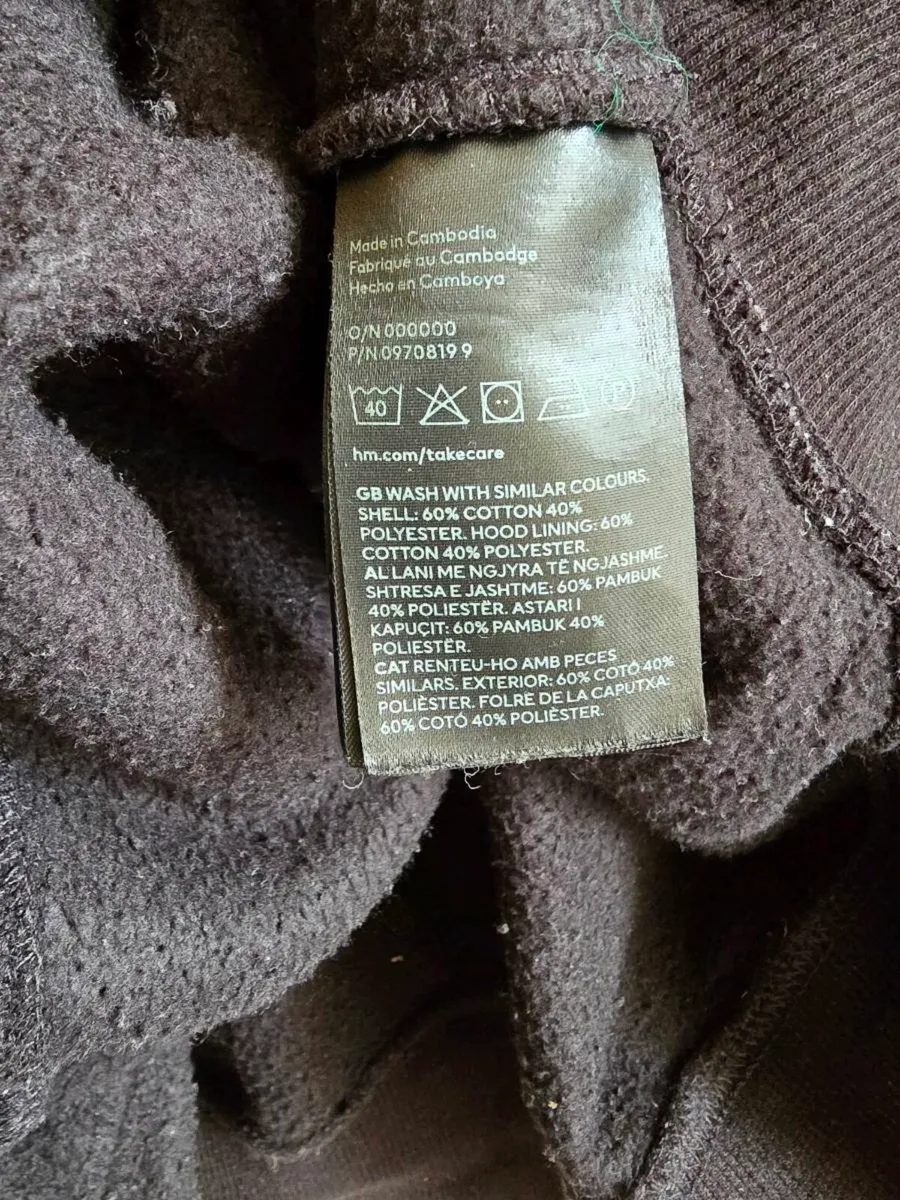 Made in Cambodia
Fabriqué au Cambodge
Hecho en Camboya
O/N 000000
P/N 0970819 9
40 P
hm.com/takecare
GB WASH WITH SIMILAR COLOURS.
SHELL: 60% COTTON 40%
POLYESTER. HOOD LINING: 60%
COTTON 40% POLYESTER.
AL LANI ME NGJYRA TË NGJASHME.
SHTRESA E JASHTME: 60% PAMBUK
40% POLIESTËR. ASTARI I
KAPUÇIT: 60% PAMBUK 40%
POLIESTËR.
CAT RENTEU-HO AMB PECES
SIMILARS. EXTERIOR: 60% COTÓ 40%
POLIÈSTER. FOLRE DE LA CAPUTXA:
60% COTÓ 40% POLIÈSTER.